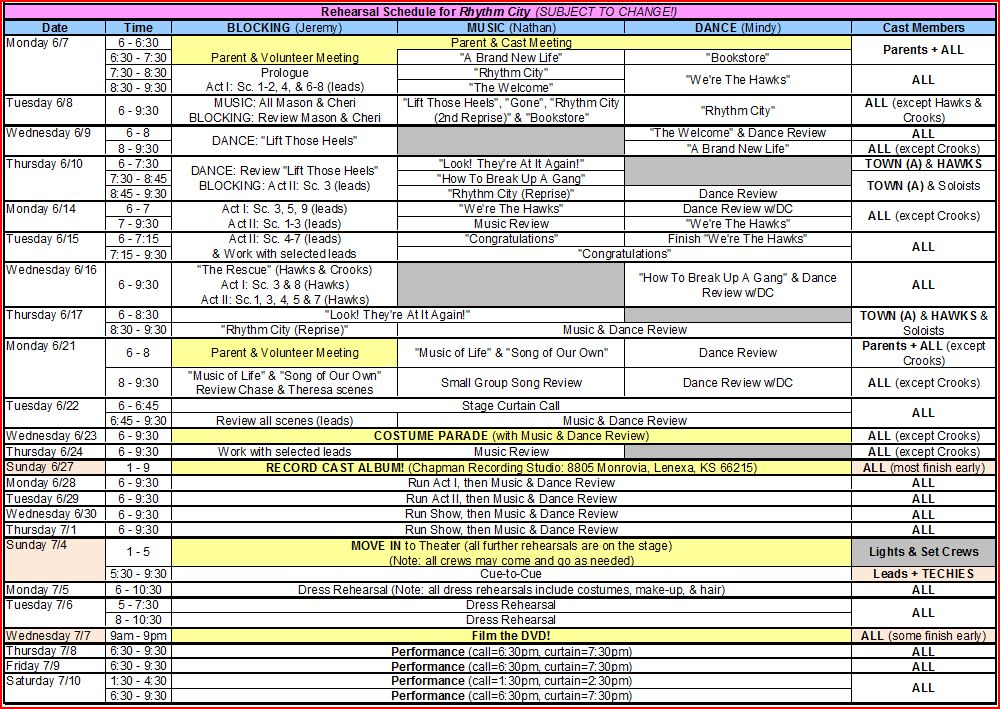 Rehearsal Schedule for Rhythm City (SUBJECT TO CHANGE!)
Date Time BLOCKING (Jeremy) MUSIC (Nathan) DANCE (Mindy) Cast Members
Monday 6/7 6 - 6:30 Parent & Cast Meeting Parents + ALL
6:30 - 7:30 Parent & Volunteer Meeting "A Brand New Life" "Bookstore"
7:30 - 8:30 Prologue "Rhythm City" "We're The Hawks" ALL
8:30 - 9:30 Act I: Sc. 1-2, 4, & 6-8 (leads) "The Welcome"
Tuesday 6/8 6 - 9:30 MUSIC: All Mason & Cheri "Lift Those Heels", "Gone", "Rhythm City "Rhythm City" ALL (except Hawks &
BLOCKING: Review Mason & Cheri (2nd Reprise)" & "Bookstore" Crooks)
Wednesday 6/9 6 - 8 DANCE: "Lift Those Heels" "The Welcome" & Dance Review ALL
8 - 9:30 "A Brand New Life" ALL (except Crooks)
Thursday 6/10 6 - 7:30 DANCE: Review "Lift Those Heels" "Look! They're At It Again!" TOWN (A) & HAWKS
7:30 - 8:45 BLOCKING: Act II: Sc. 3 (leads) "How To Break Up A Gang" TOWN (A) & Soloists
8:45 - 9:30 "Rhythm City (Reprise)" Dance Review
Monday 6/14 6 - 7 Act I: Sc. 3, 5, 9 (leads) "We're The Hawks" Dance Review w/DC ALL (except Crooks)
7 - 9:30 Act II: Sc. 1-3 (leads) Music Review "We're The Hawks"
Tuesday 6/15 6 - 7:15 Act II: Sc. 4-7 (leads) "Congratulations" Finish "We're The Hawks" ALL
7:15 - 9:30 & Work with selected leads "Congratulations"
Wednesday 6/16 6 - 9:30 "The Rescue" (Hawks & Crooks) "How To Break Up A Gang" & Dance ALL
Act I: Sc. 3 & 8 (Hawks) Review w/DC
Act II: Sc.1, 3, 4, 5 & 7 (Hawks)
Thursday 6/17 6 - 8:30 "Look! They're At It Again!" TOWN (A) & HAWKS &
8:30 - 9:30 "Rhythm City (Reprise)" Music & Dance Review Soloists
Monday 6/21 6 - 8 Parent & Volunteer Meeting "Music of Life" & "Song of Our Own" Dance Review Parents + ALL (except
Crooks)
8 - 9:30 "Music of Life" & "Song of Our Own" Small Group Song Review Dance Review w/DC ALL (except Crooks)
Review Chase & Theresa scenes
Tuesday 6/22 6 - 6:45 Stage Curtain Call ALL
6:45 - 9:30 Review all scenes (leads) Music & Dance Review
Wednesday 6/23 6 - 9:30 COSTUME PARADE (with Music & Dance Review) ALL (except Crooks)
Thursday 6/24 6 - 9:30 Work with selected leads Music Review ALL (except Crooks)
Sunday 6/27 1 - 9 RECORD CAST ALBUM! (Chapman Recording Studio: 8805 Monrovia, Lenexa, KS 66215) ALL (most finish early)
Monday 6/28 6 - 9:30 Run Act I, then Music & Dance Review ALL
Tuesday 6/29 6 - 9:30 Run Act II, then Music & Dance Review ALL
Wednesday 6/30 6 - 9:30 Run Show, then Music & Dance Review ALL
Thursday 7/1 6 - 9:30 Run Show, then Music & Dance Review ALL
Sunday 7/4 1 - 5 MOVE IN to Theater (all further rehearsals are on the stage) Lights & Set Crews
(Note: all crews may come and go as needed)
5:30 - 9:30 Cue-to-Cue Leads + TECHIES
Monday 7/5 6 - 10:30 Dress Rehearsal (Note: all dress rehearsals include costumes, make-up, & hair) ALL
Tuesday 7/6 5 - 7:30 Dress Rehearsal ALL
8 - 10:30 Dress Rehearsal
Wednesday 7/7 9am - 9pm Film the DVD! ALL (some finish early)
Thursday 7/8 6:30 - 9:30 Performance (call=6:30pm, curtain=7:30pm) ALL
Friday 7/9 6:30 - 9:30 Performance (call=6:30pm, curtain=7:30pm) ALL
Saturday 7/10 1:30 - 4:30 Performance (call=1:30pm, curtain=2:30pm) ALL
6:30 - 9:30 Performance (call=6:30pm, curtain=7:30pm)